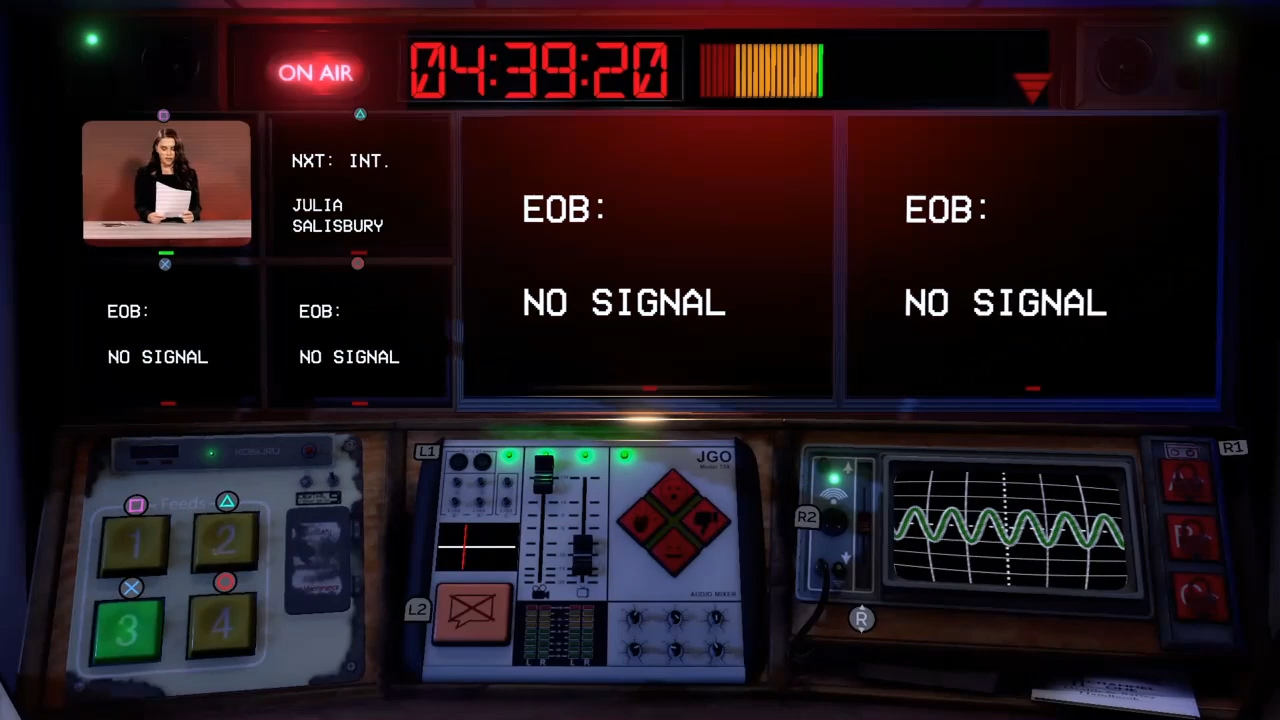 ON AIR
04:39:20
NXT: INT.
JULIA
SALISBURY
EOB:
NO SIGNAL
EOB:
NO SIGNAL
EOB:
NO SIGNAL
EOB:
NO SIGNAL
L1
R1
L2
R2
R
Feeds
1
2
3
4
JGO
AUDIO MIXER
L R
L R